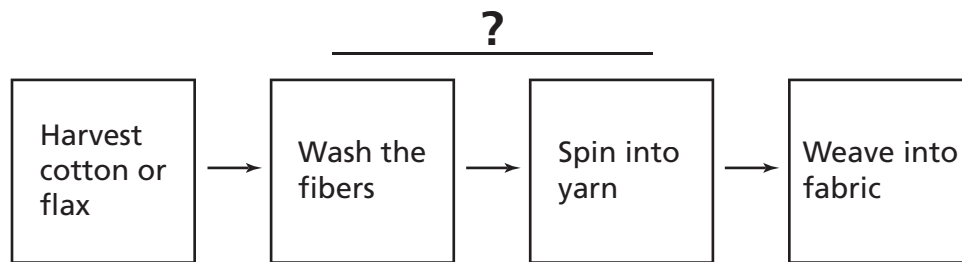 ?
Harvest
cotton or
flax
Wash the
fibers
Spin into
yarn
Weave into
fabric